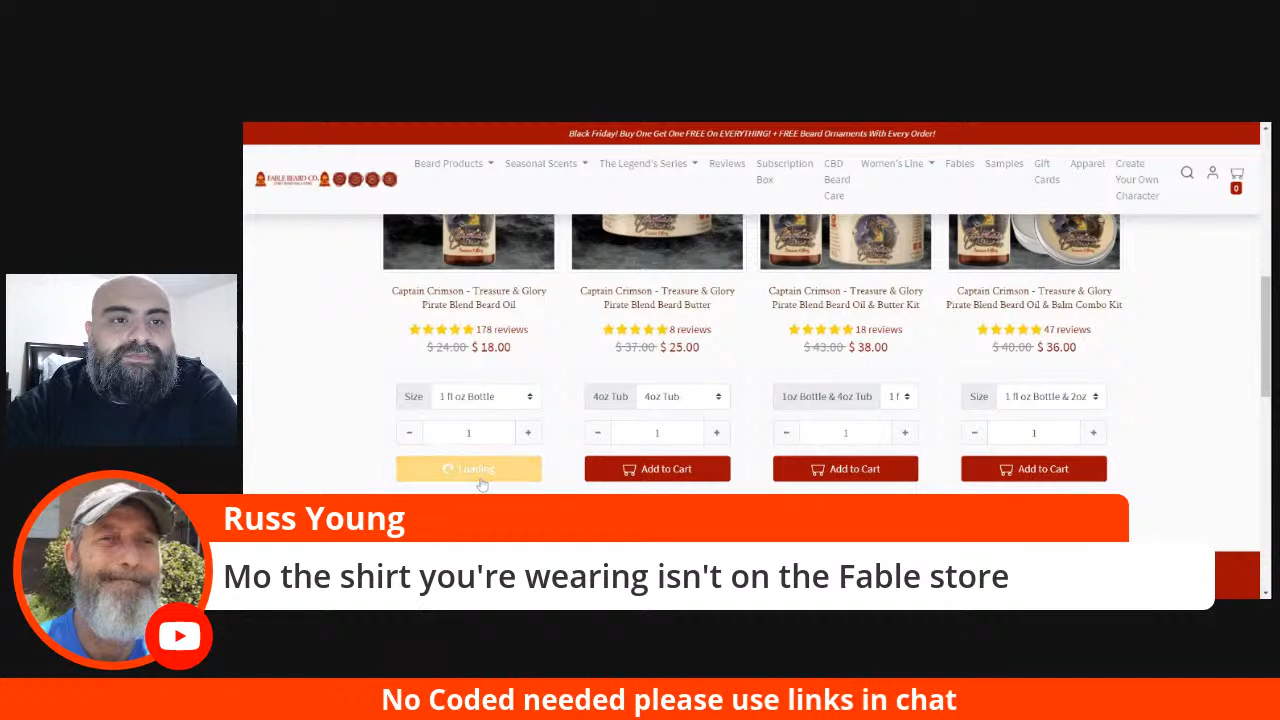 Black Friday! Buy One Get One FREE On EVERYTHING! + FREE Beard Ornaments With Every Order!
FABLE BEARD CO.
Beard Products Seasonal Scents The Legend's Series Reviews Subscription Box CBD Beard Care Women's Line Fables Samples Gift Cards Apparel Create Your Own Character
0
Captain Crimson - Treasure & Glory
Pirate Blend Beard Oil
178 reviews
$ 24.00 $ 18.00
Size 1 fl oz Bottle
- 1 +
Loading
Captain Crimson - Treasure & Glory
Pirate Blend Beard Butter
8 reviews
$ 37.00 $ 25.00
4oz Tub 4oz Tub
- 1 +
Add to Cart
Captain Crimson - Treasure & Glory
Pirate Blend Beard Oil & Butter Kit
18 reviews
$ 43.00 $ 38.00
1oz Bottle & 4oz Tub 1 f
- 1 +
Add to Cart
Captain Crimson - Treasure & Glory
Pirate Blend Beard Oil & Balm Combo Kit
47 reviews
$ 40.00 $ 36.00
Size 1 fl oz Bottle & 2oz
- 1 +
Add to Cart
Russ Young
Mo the shirt you're wearing isn't on the Fable store
No Coded needed please use links in chat